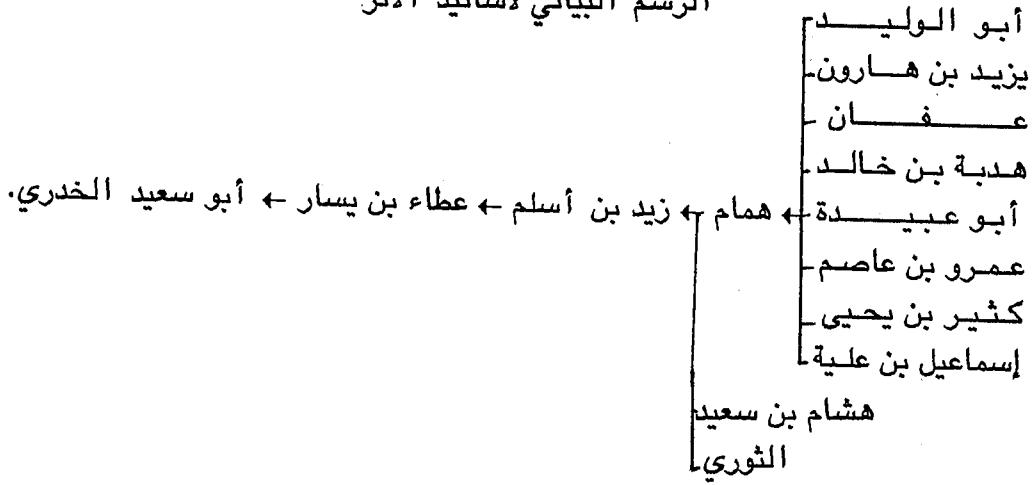 الرسم البياني لأسانيد الأثر
أبو الوليد
يزيد بن هارون
عفان
هدبة بن خالد
أبو عبيدة ← همام ← زيد بن أسلم ← عطاء بن يسار ← أبو سعيد الخدري.
عمرو بن عاصم
كثير بن يحيى
إسماعيل بن علية
هشام بن سعيد
الثوري